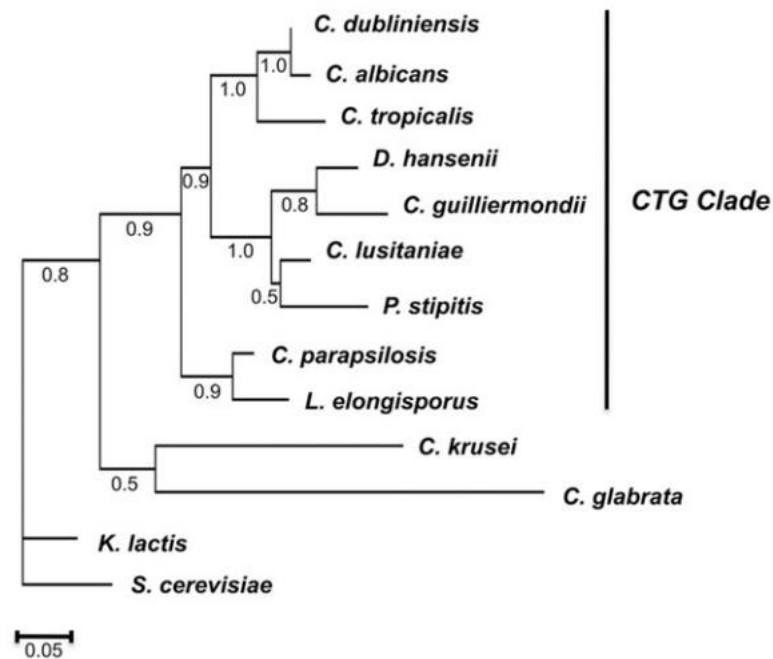 C. dubliniensis
1.0
C. albicans
1.0
C. tropicalis
D. hansenii
0.9
0.8
C. guilliermondii
CTG Clade
0.9
1.0
C. lusitaniae
0.8
0.5
P. stipitis
C. parapsilosis
0.9
L. elongisporus
C. krusei
0.5
C. glabrata
K. lactis
S. cerevisiae
0.05